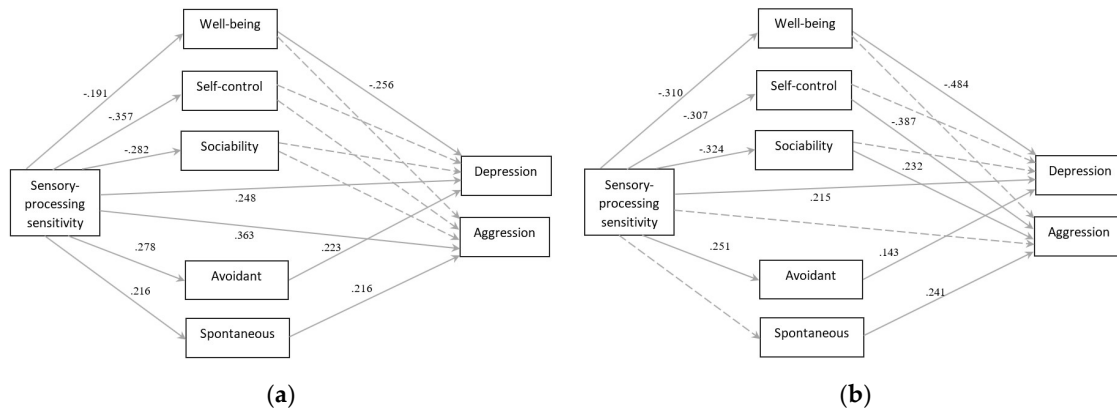 Well-being
-.256
-.191
Self-control
-.357
Sociability
-.282
Sensory-
processing
sensitivity
Depression
.248
.363
.223
Aggression
.278
Avoidant
.216
.216
Spontaneous
(a)
Well-being
-.310
-.484
Self-control
-.307
-.387
Sociability
-.324
.232
Sensory-
processing
sensitivity
Depression
.215
Aggression
.251
Avoidant
.143
.241
Spontaneous
(b)